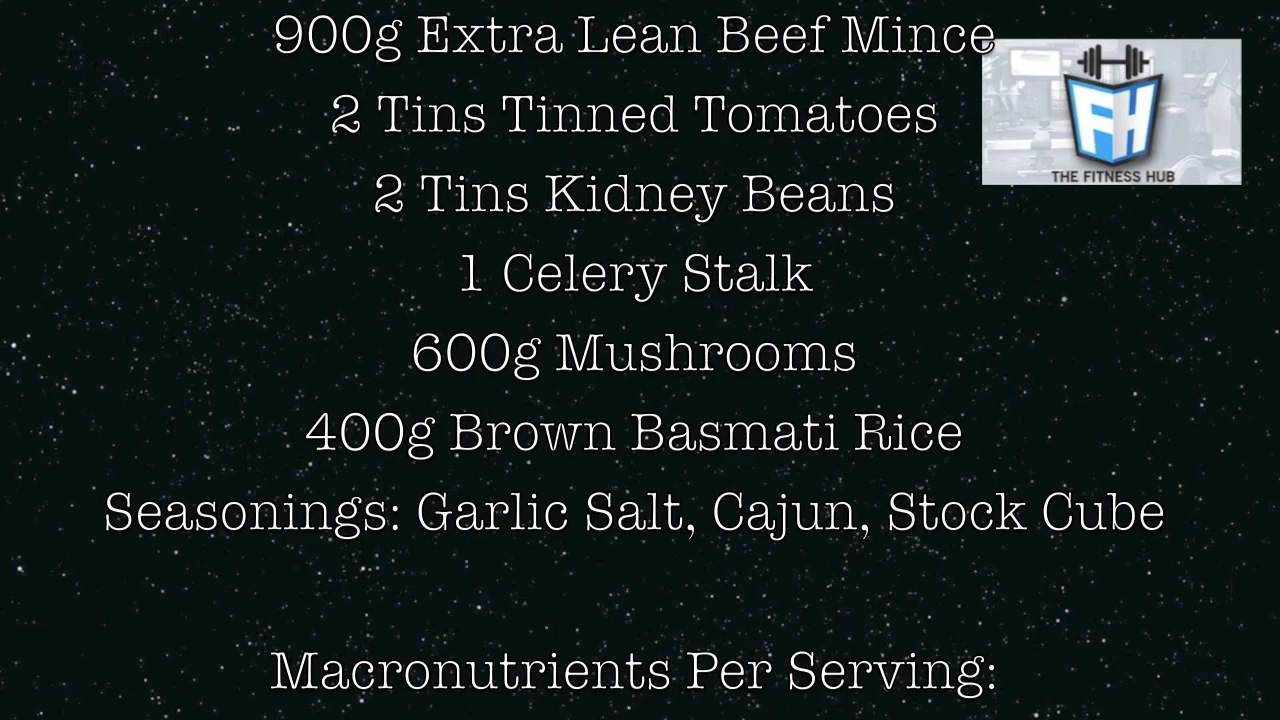 900g Extra Lean Beef Mince
2 Tins Tinned Tomatoes
2 Tins Kidney Beans
1 Celery Stalk
600g Mushrooms
400g Brown Basmati Rice
Seasonings: Garlic Salt, Cajun, Stock Cube
Macronutrients Per Serving:
FH
THE FITNESS HUB